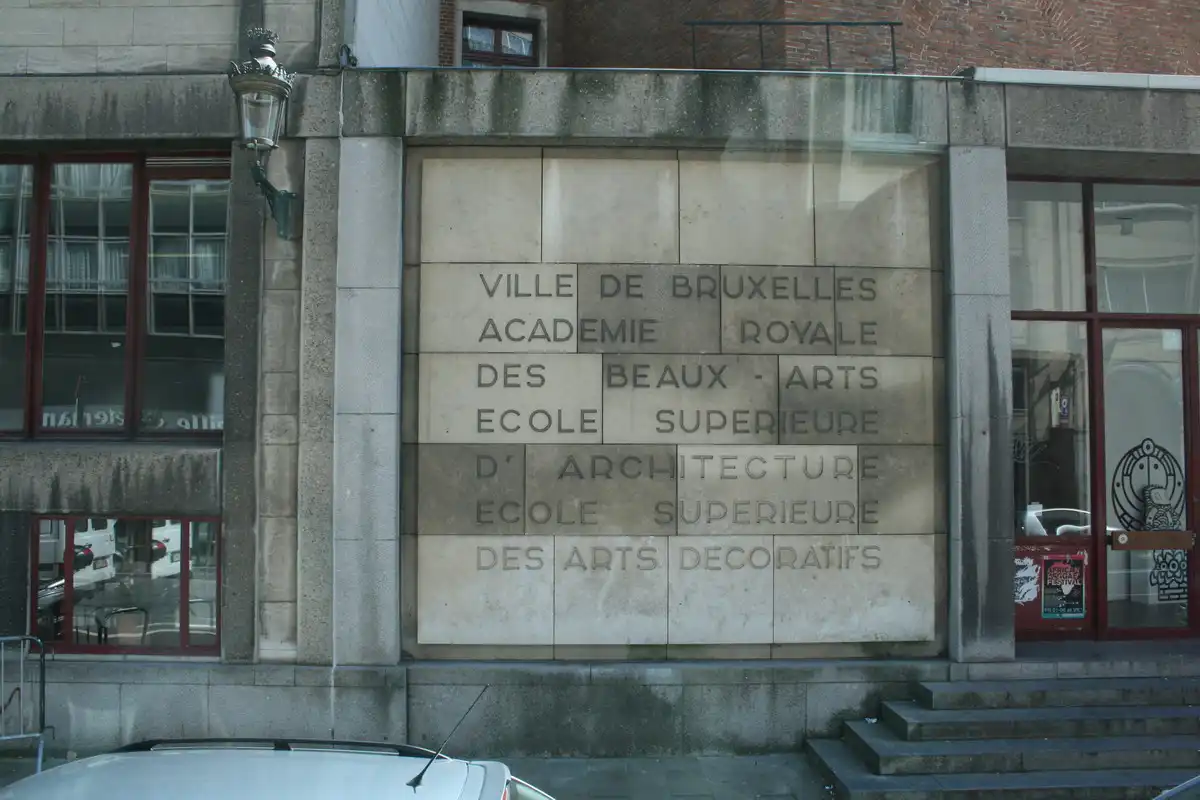 VILLE DE BRUXELLES
ACADEMIE ROYALE
DES BEAUX - ARTS
ECOLE SUPERIEURE
D' ARCHITECTURE
ECOLE SUPERIEURE
DES ARTS DECORATIFS